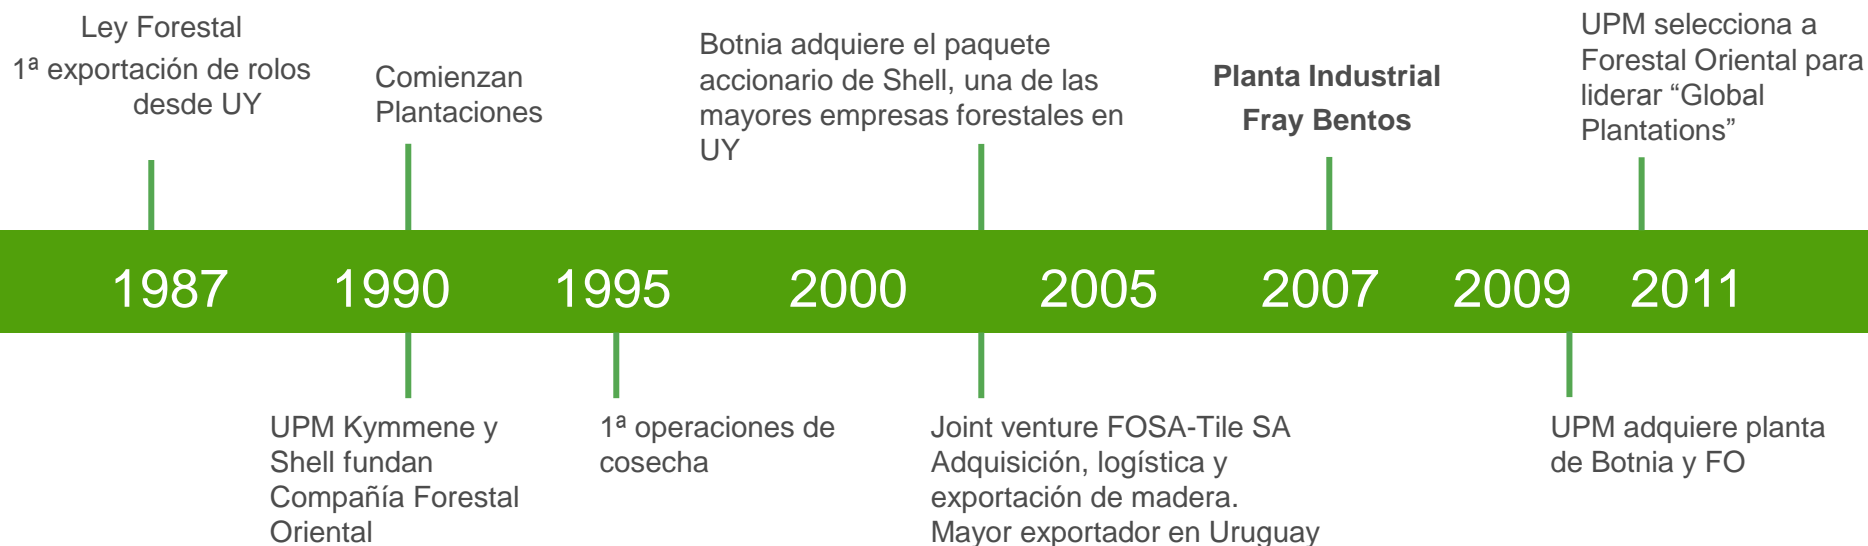 Ley Forestal
1ª exportación de rolos
desde UY
Comienzan
Plantaciones
Botnia adquiere el paquete
accionario de Shell, una de las
mayores empresas forestales en
UY
Planta Industrial
Fray Bentos
UPM selecciona a
Forestal Oriental para
liderar “Global
Plantations”
1987 1990 1995 2000 2005 2007 2009 2011
UPM Kymmene y
Shell fundan
Compañía Forestal
Oriental
1ª operaciones de
cosecha
Joint venture FOSA-Tile SA
Adquisición, logística y
exportación de madera.
Mayor exportador en Uruguay
UPM adquiere planta
de Botnia y FO